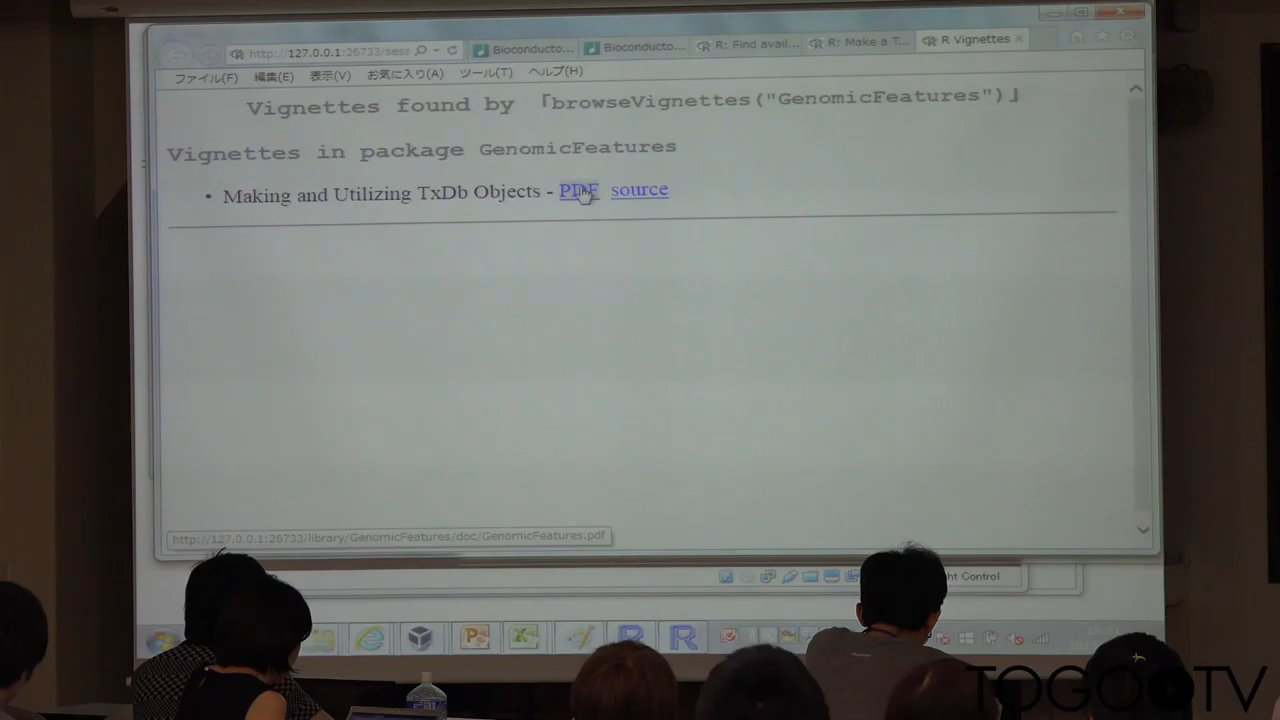 http://127.0.0.1:26733/sess
Bioconducto...
Bioconducto...
R: Find avail...
R: Make a T...
R Vignettes
ファイル(F) 編集(E) 表示(V) お気に入り(A) ツール(T) ヘルプ(H)
Vignettes found by 「browseVignettes("GenomicFeatures")」
Vignettes in package GenomicFeatures
• Making and Utilizing TxDb Objects - PDF source
http://127.0.0.1:26733/library/GenomicFeatures/doc/GenomicFeatures.pdf
ht Control
TOGOTV